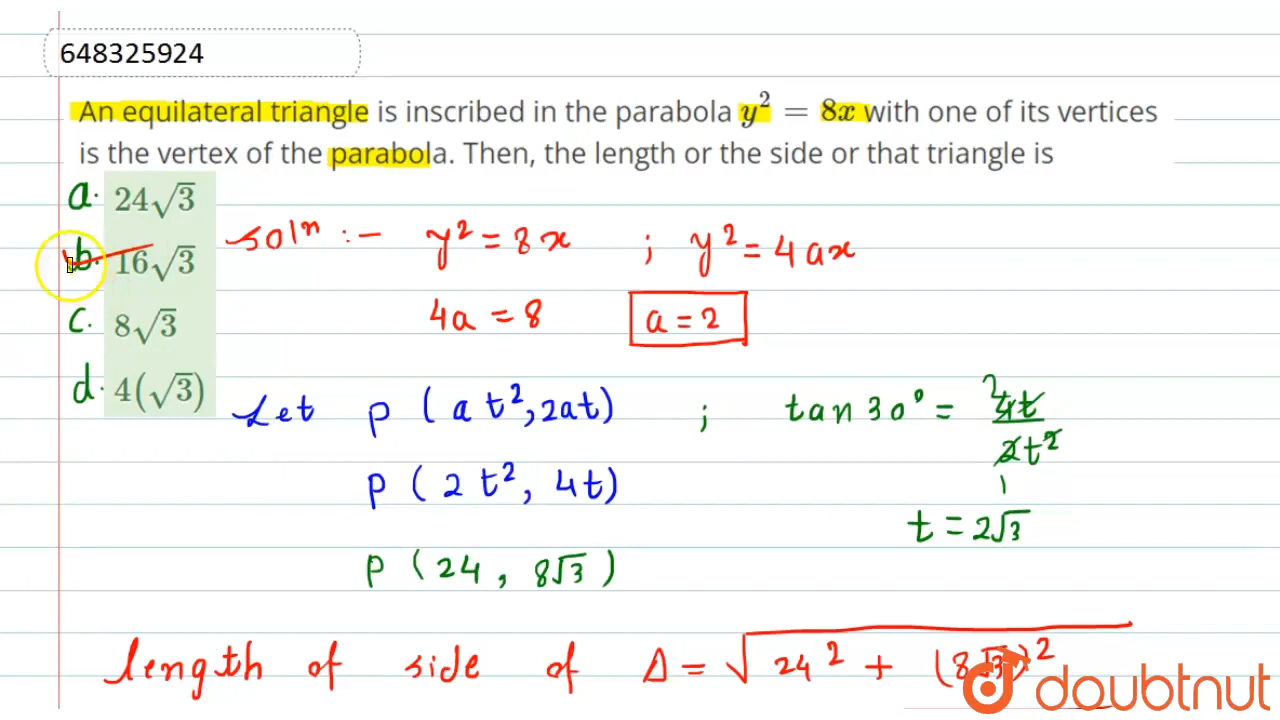 648325924
An equilateral triangle is inscribed in the parabola y² = 8x with one of its vertices
is the vertex of the parabola. Then, the length or the side or that triangle is
a. 24√3
b. 16√3
c. 8√3
d. 4(√3)
Solⁿ :- y² = 8x ; y² = 4ax
4a = 8 a = 2
Let P (at², 2at) ; tan30° = 4t/2t² 2 1
P (2t², 4t)
t = 2√3
P (24, 8√3)
length of side of Δ = √24² + (8√3)²
doubtnut